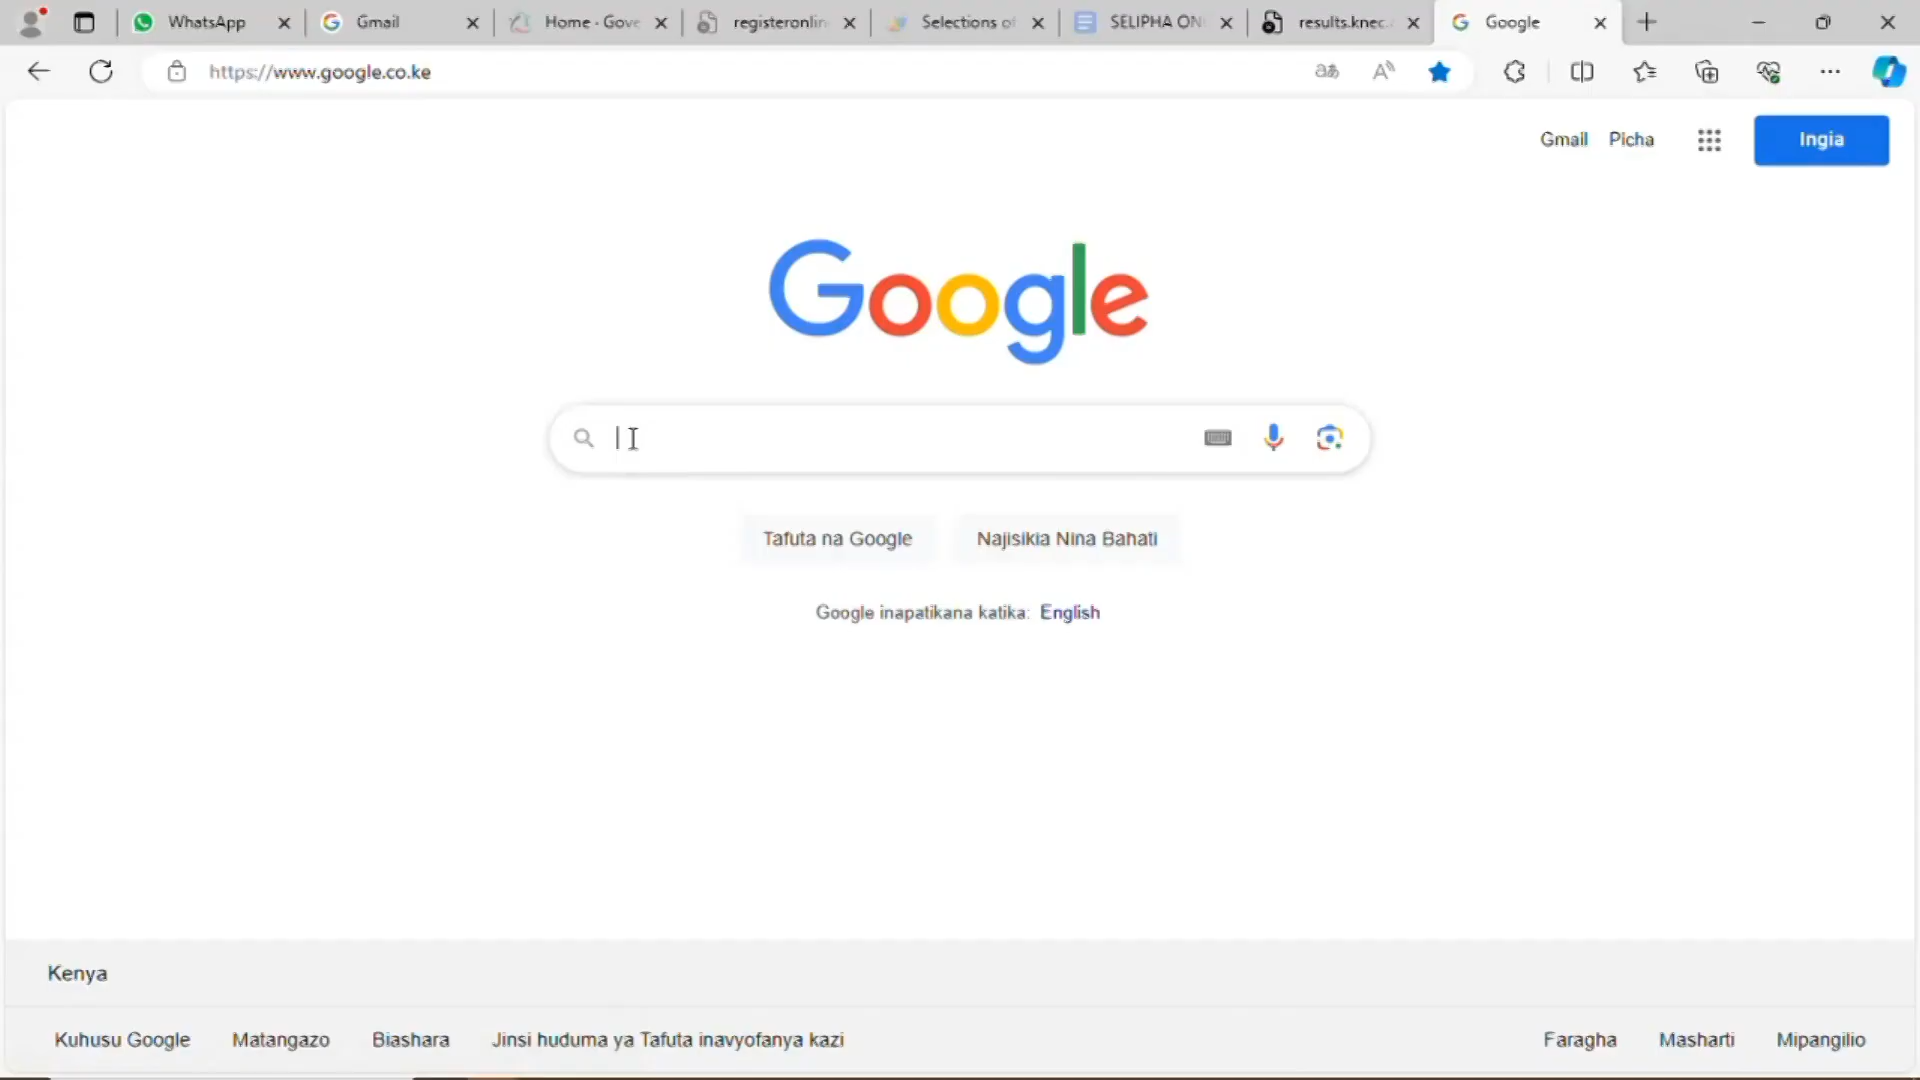 WhatsApp
Gmail
Home - Gove
registeronlin
Selections of
SELIPHA ON
results.knec.
Google
https://www.google.co.ke
Gmail
Picha
Ingia
Google
Tafuta na Google
Najisikia Nina Bahati
Google inapatikana katika: English
Kenya
Kuhusu Google
Matangazo
Biashara
Jinsi huduma ya Tafuta inavyofanya kazi
Faragha
Masharti
Mipangilio